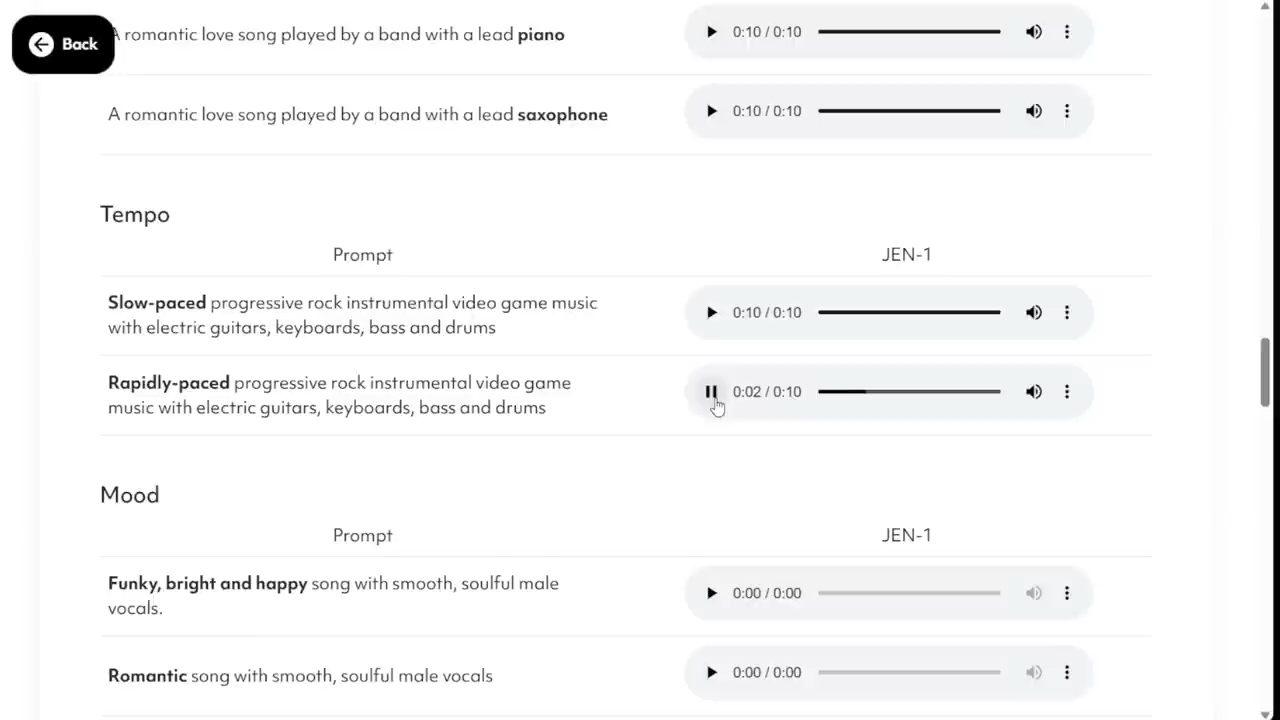 Back
A romantic love song played by a band with a lead piano
0:10 / 0:10
A romantic love song played by a band with a lead saxophone
0:10 / 0:10
Tempo
Prompt
JEN-1
Slow-paced progressive rock instrumental video game music
with electric guitars, keyboards, bass and drums
0:10 / 0:10
Rapidly-paced progressive rock instrumental video game
music with electric guitars, keyboards, bass and drums
0:02 / 0:10
Mood
Prompt
JEN-1
Funky, bright and happy song with smooth, soulful male
vocals.
0:00 / 0:00
Romantic song with smooth, soulful male vocals
0:00 / 0:00